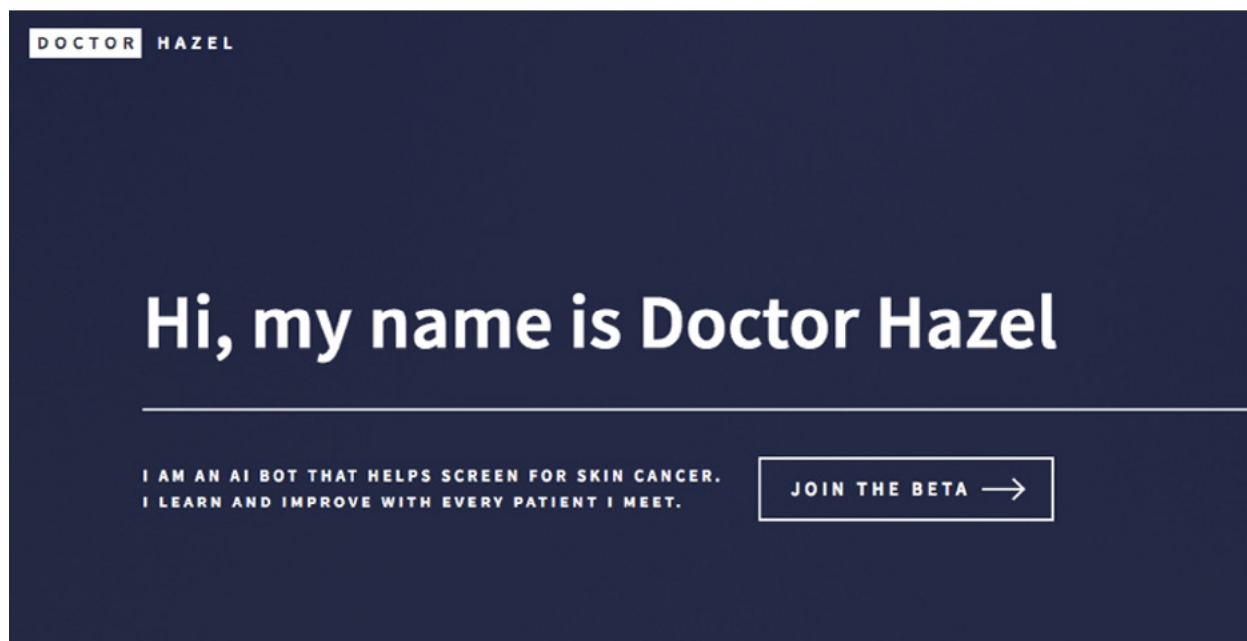 DOCTOR HAZEL
Hi, my name is Doctor Hazel
I AM AN AI BOT THAT HELPS SCREEN FOR SKIN CANCER.
I LEARN AND IMPROVE WITH EVERY PATIENT I MEET.
JOIN THE BETA →